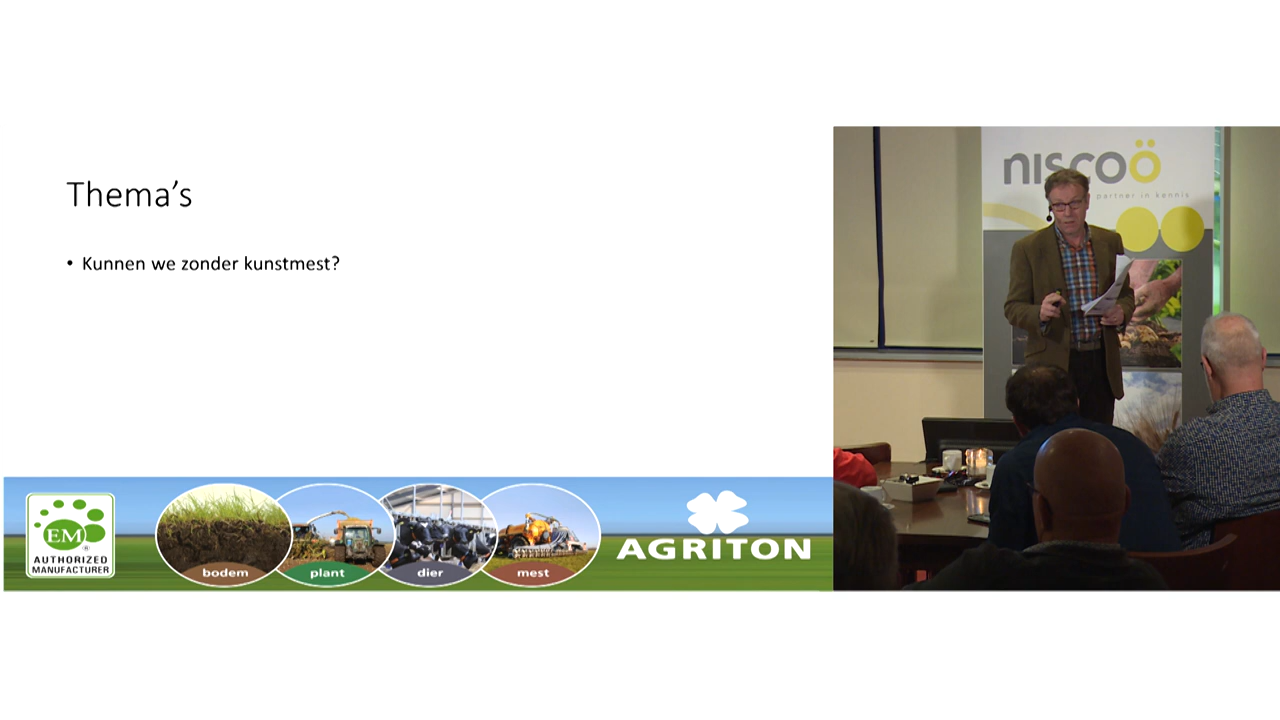 Thema's
• Kunnen we zonder kunstmest?
EM®
AUTHORIZED
MANUFACTURER
bodem
plant
dier
mest
AGRITON
niscoö
partner in kennis